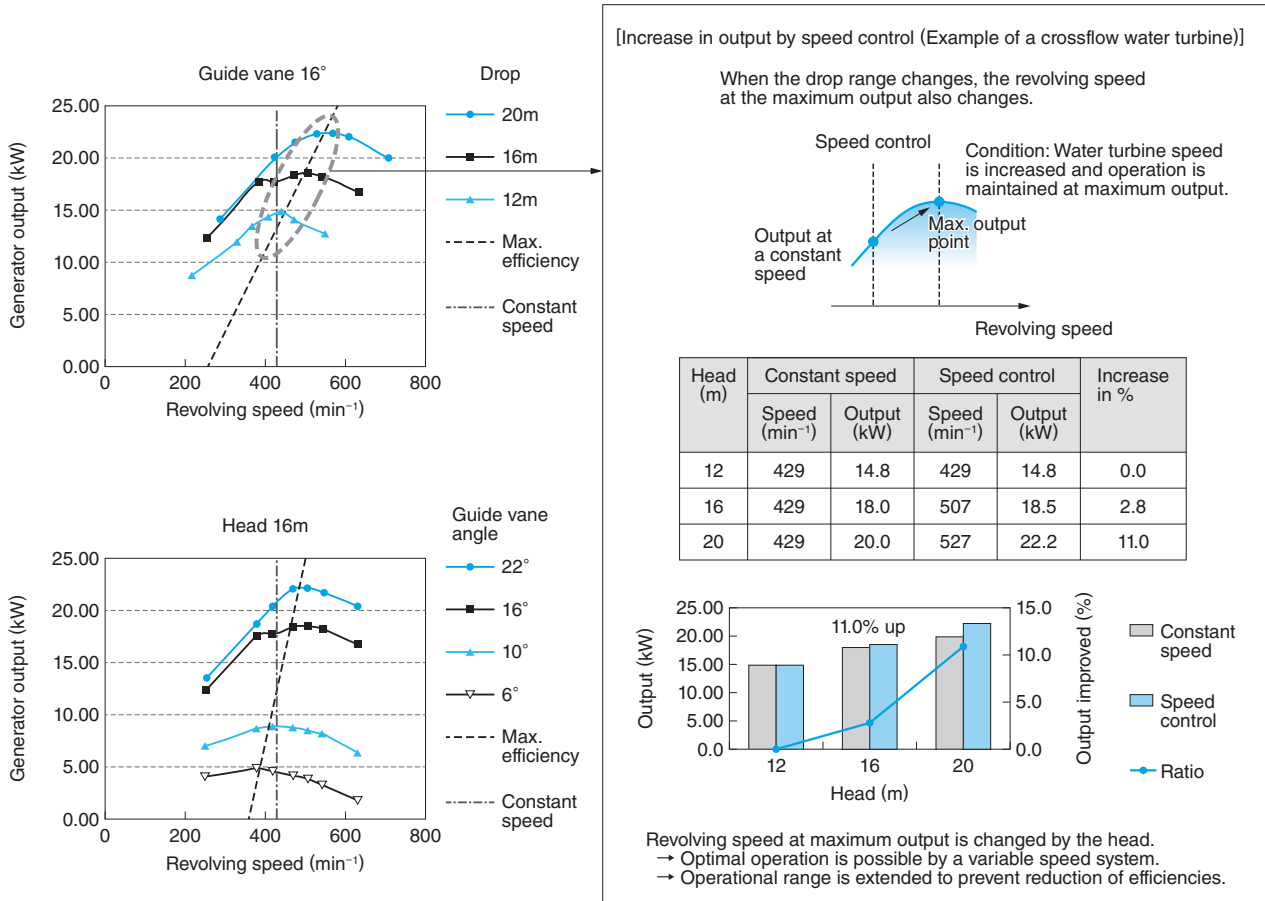 Guide vane 16°
Generator output (kW)
25.00
20.00
15.00
10.00
5.00
0.00
0
200
400
600
800
Revolving speed (min⁻¹)
Drop
20m
16m
12m
Max.
efficiency
Constant
speed
Head 16m
Generator output (kW)
25.00
20.00
15.00
10.00
5.00
0.00
0
200
400
600
800
Revolving speed (min⁻¹)
Guide vane
angle
22°
16°
10°
6°
Max.
efficiency
Constant
speed
[Increase in output by speed control (Example of a crossflow water turbine)]
When the drop range changes, the revolving speed
at the maximum output also changes.
Speed control
Condition: Water turbine speed
is increased and operation is
maintained at maximum output.
Max. output
point
Output at
a constant
speed
Revolving speed
Head (m) Constant speed Speed control Increase in %
Speed (min⁻¹) Output (kW) Speed (min⁻¹) Output (kW)
12 429 14.8 429 14.8 0.0
16 429 18.0 507 18.5 2.8
20 429 20.0 527 22.2 11.0
Output (kW)
25.00
20.00
15.00
10.00
5.00
0.0
11.0% up
15.0
10.0
5.0
0.0
Output improved (%)
12
16
20
Head (m)
Constant
speed
Speed
control
Ratio
Revolving speed at maximum output is changed by the head.
→ Optimal operation is possible by a variable speed system.
→ Operational range is extended to prevent reduction of efficiencies.